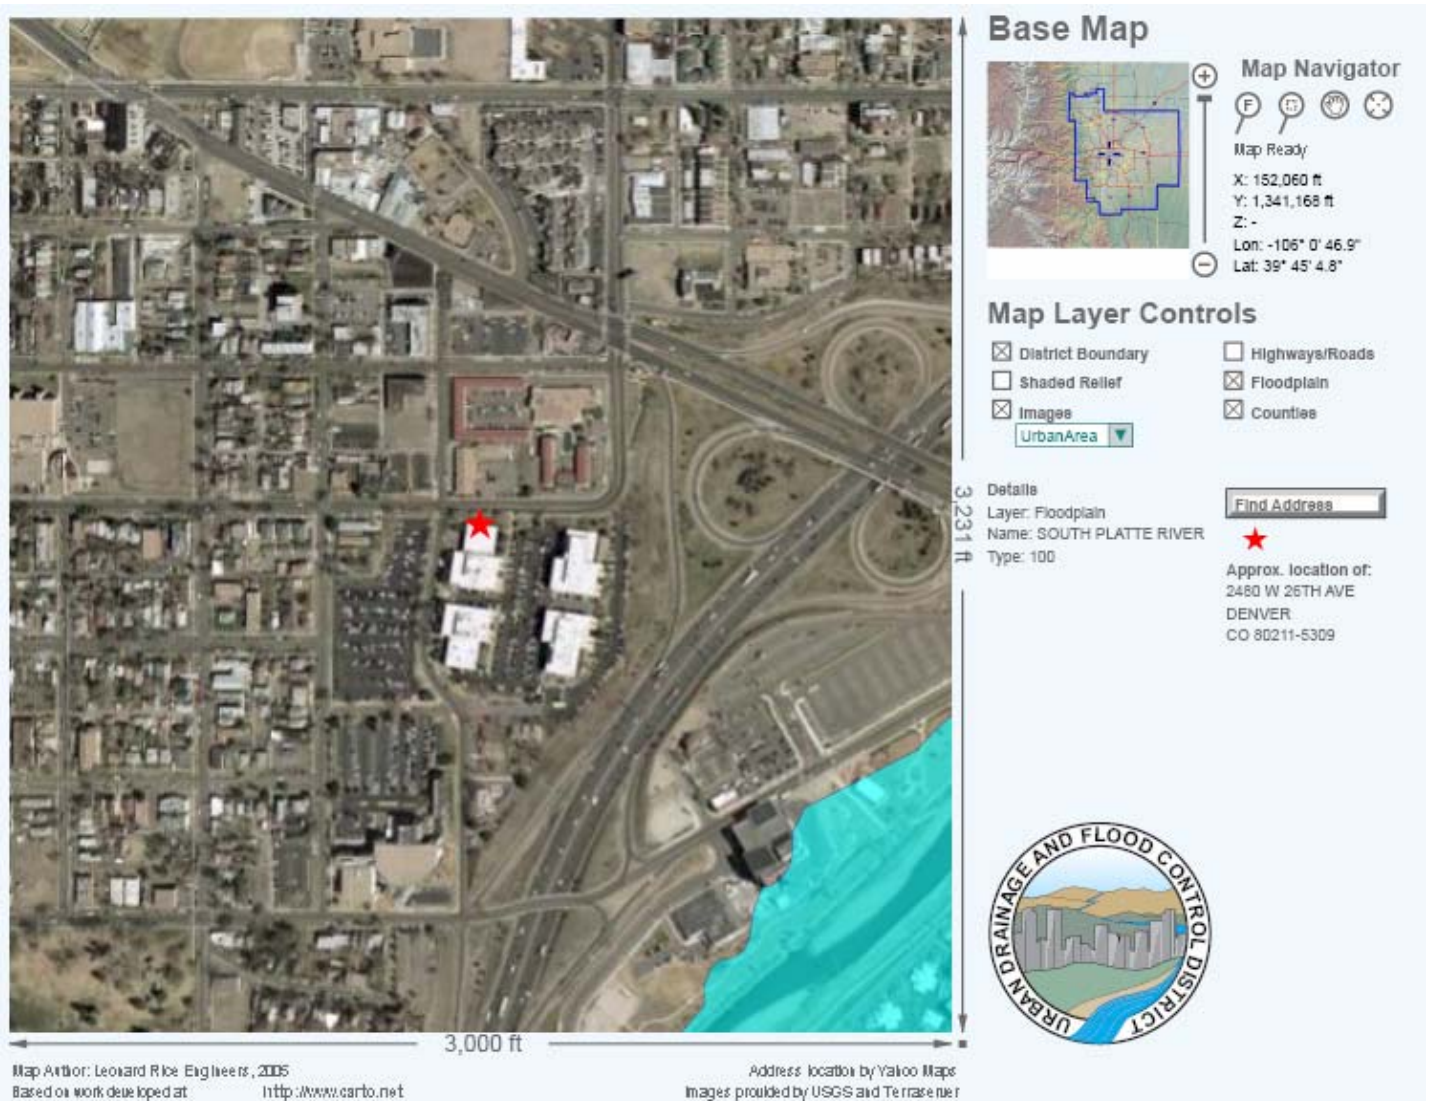 Base Map
Map Navigator
F
Map Ready
X: 152,060 ft
Y: 1,341,168 ft
Z: -
Lon: -106° 0' 46.9"
Lat: 39° 45' 4.8"
Map Layer Controls
District Boundary
Highways/Roads
Shaded Relief
Floodplain
Images
Counties
UrbanArea
3,231 ft
Details
Layer: Floodplain
Name: SOUTH PLATTE RIVER
Type: 100
Find Address
Approx. location of:
2480 W 26TH AVE
DENVER
CO 80211-5309
URBAN DRAINAGE AND FLOOD CONTROL DISTRICT
3,000 ft
Map Author: Leonard Rice Engineers, 2005
Based on work developed at http://www.carto.net
Address location by Yahoo Maps
Images provided by USGS and Terraserver